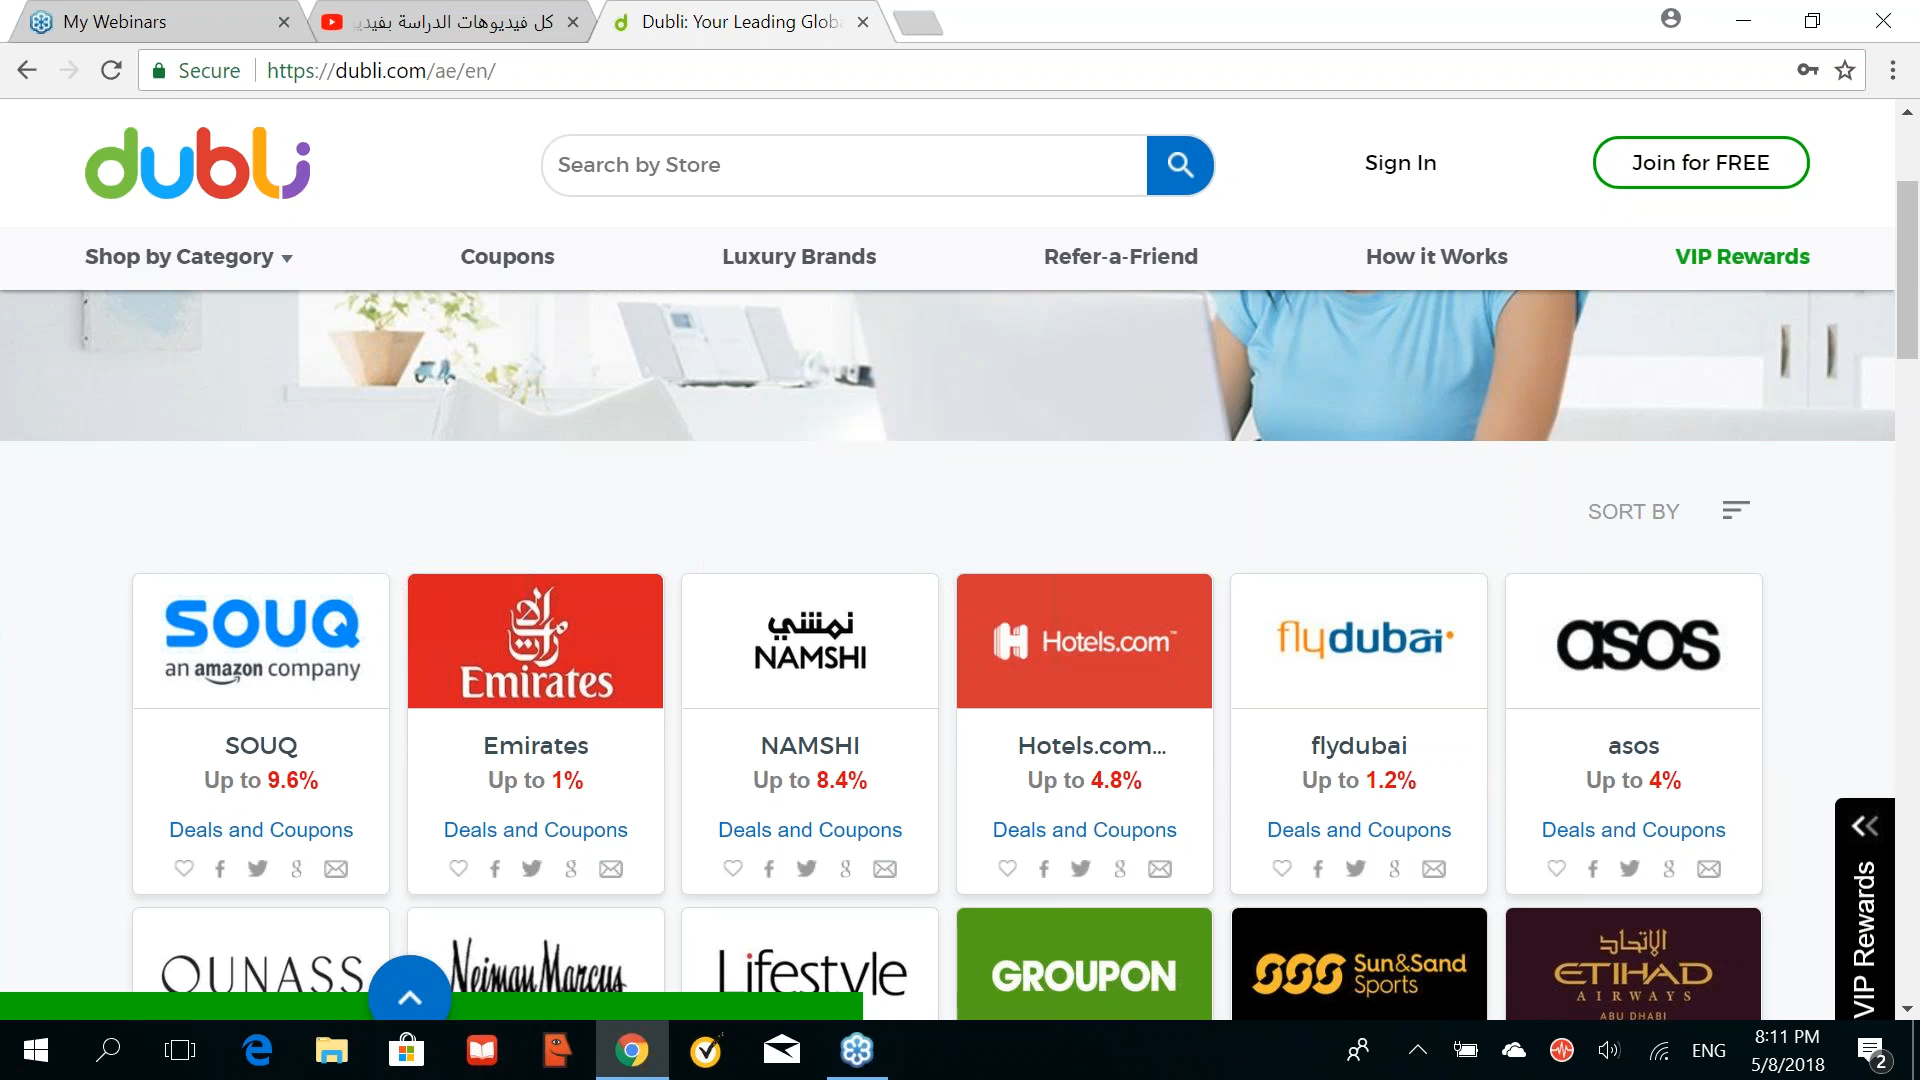 My Webinars
كل فيديوهات الدراسة بفيديو
Dubli: Your Leading Globa
Secure
https://dubli.com/ae/en/
dubli
Search by Store
Sign In
Join for FREE
Shop by Category
Coupons
Luxury Brands
Refer-a-Friend
How it Works
VIP Rewards
SORT BY
SOUQ
an amazon company
Emirates
نمشي
NAMSHI
Hotels.com™
flydubai
asos
SOUQ
Emirates
NAMSHI
Hotels.com...
flydubai
asos
Up to 9.6%
Up to 1%
Up to 8.4%
Up to 4.8%
Up to 1.2%
Up to 4%
Deals and Coupons
Deals and Coupons
Deals and Coupons
Deals and Coupons
Deals and Coupons
Deals and Coupons
VIP Rewards
OUNASS
Neiman Marcus
Lifestyle
GROUPON
Sun&Sand
Sports
الإتحاد
ETIHAD
AIRWAYS
ABU DHABI
ENG
8:11 PM
5/8/2018
2